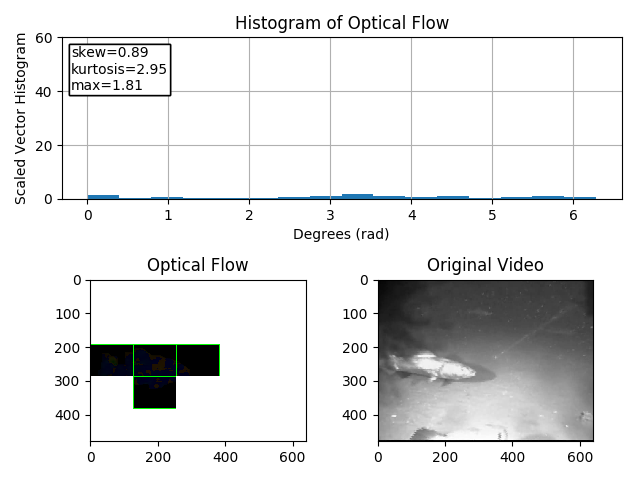 Histogram of Optical Flow
Scaled Vector Histogram
60
40
20
0
skew=0.89
kurtosis=2.95
max=1.81
0 1 2 3 4 5 6
Degrees (rad)
Optical Flow
0
100
200
300
400
0 200 400 600
Original Video
0
100
200
300
400
0 200 400 600